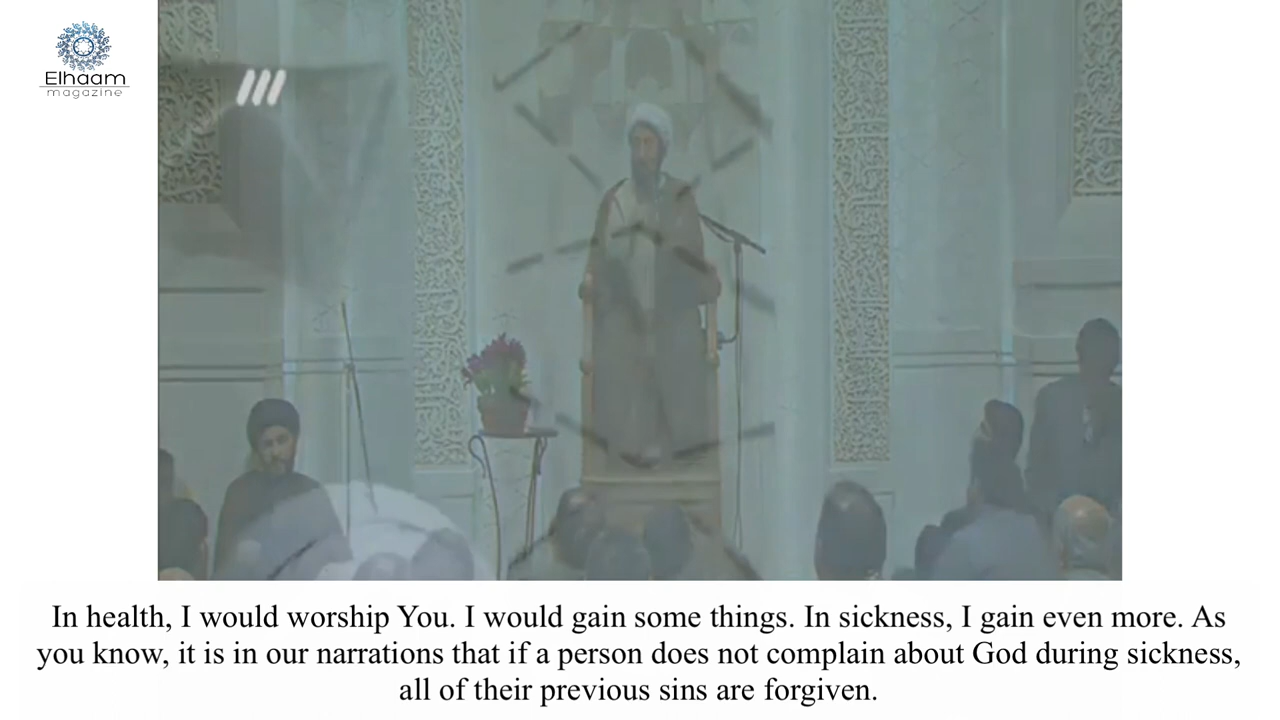 Elhaam
magazine
In health, I would worship You. I would gain some things. In sickness, I gain even more. As
you know, it is in our narrations that if a person does not complain about God during sickness,
all of their previous sins are forgiven.